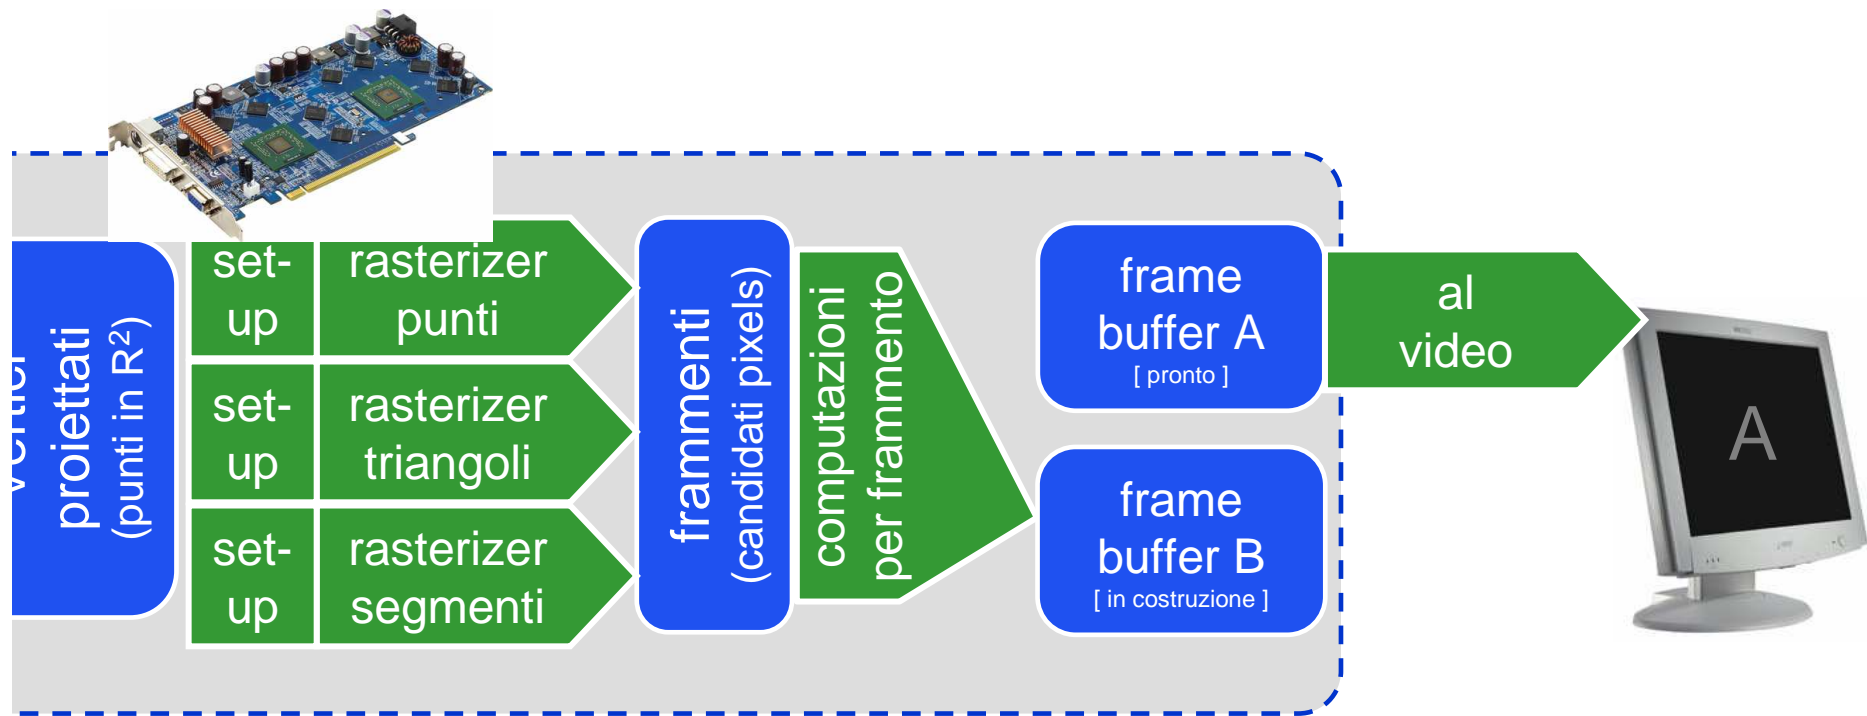 proiettati
(punti in R²)
set-
up
rasterizer
punti
set-
up
rasterizer
triangoli
set-
up
rasterizer
segmenti
frammenti
(candidati pixels)
computazioni
per frammento
frame
buffer A
[ pronto ]
frame
buffer B
[ in costruzione ]
al
video
A